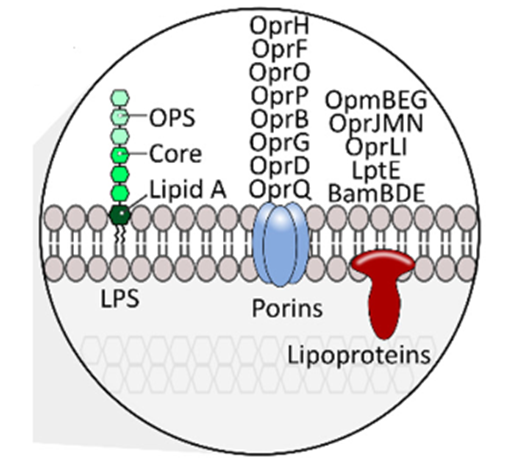 OprH
OprF
OprO
OprP
OprB
OprG
OprD
OprQ
OpmBEG
OprJMN
OprLI
LptE
BamBDE
OPS
Core
Lipid A
LPS
Porins
Lipoproteins